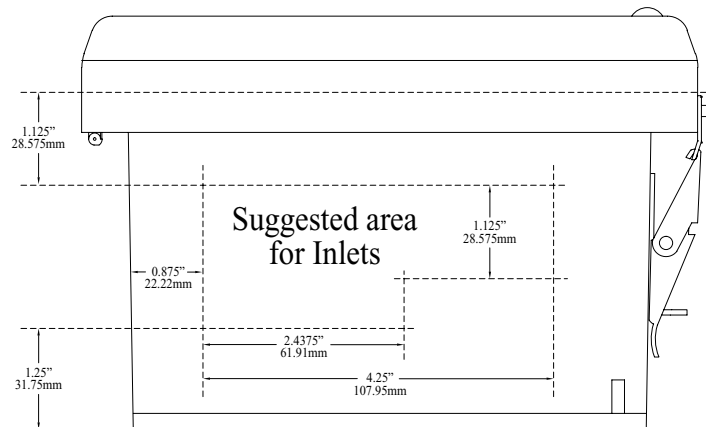 1.125”
28.575mm
Suggested area
for Inlets
1.125”
28.575mm
0.875”
22.22mm
2.4375”
61.91mm
1.25”
31.75mm
4.25”
107.95mm